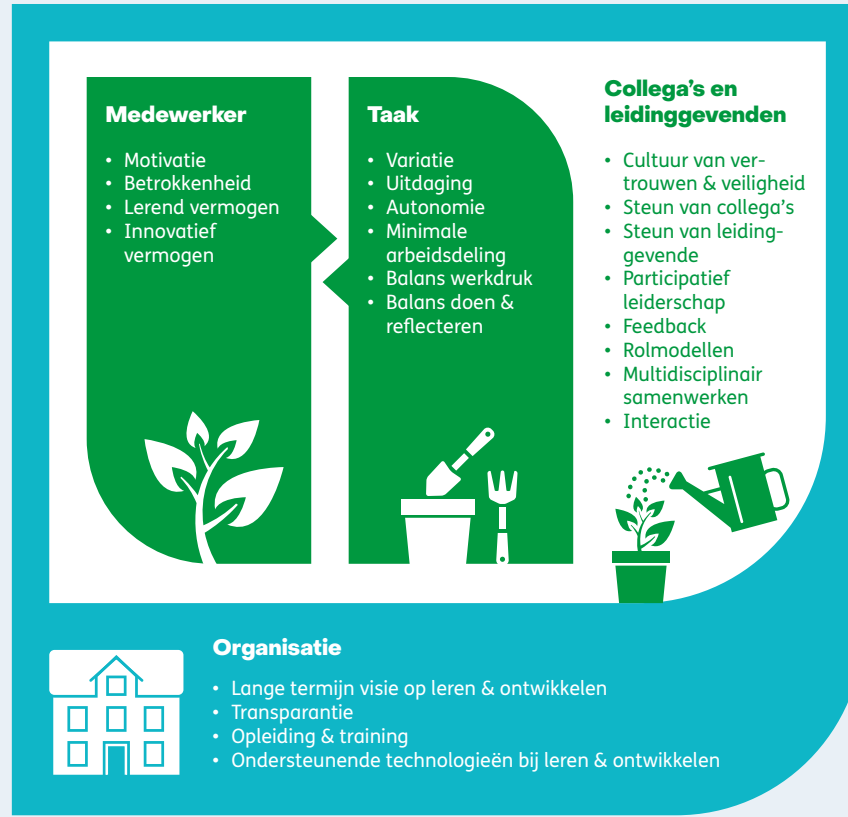 Medewerker
• Motivatie
• Betrokkenheid
• Lerend vermogen
• Innovatief
vermogen
Taak
• Variatie
• Uitdaging
• Autonomie
• Minimale
arbeidsdeling
• Balans werkdruk
• Balans doen &
reflecteren
Collega's en
leidinggevenden
• Cultuur van ver-
trouwen & veiligheid
• Steun van collega's
• Steun van leiding-
gevende
• Participatief
leiderschap
• Feedback
• Rolmodellen
• Multidisciplinair
samenwerken
• Interactie
Organisatie
• Lange termijn visie op leren & ontwikkelen
• Transparantie
• Opleiding & training
• Ondersteunende technologieën bij leren & ontwikkelen